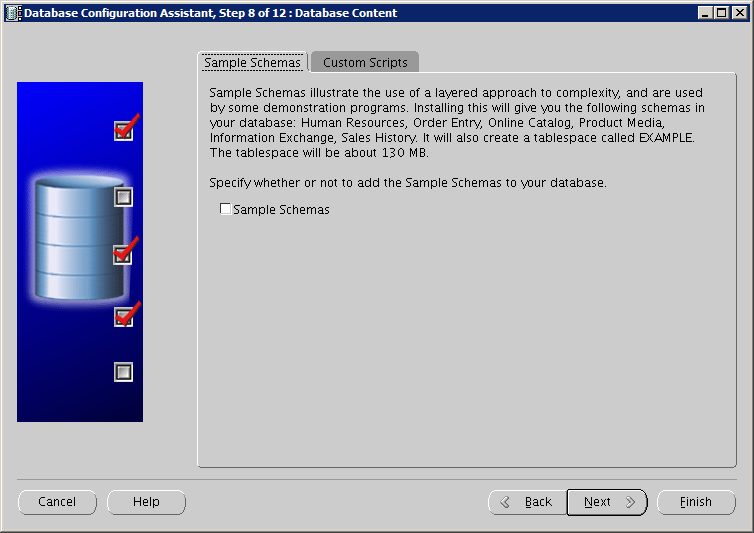 Database Configuration Assistant, Step 8 of 12 : Database Content
Sample Schemas
Custom Scripts
Sample Schemas illustrate the use of a layered approach to complexity, and are used
by some demonstration programs. Installing this will give you the following schemas in
your database: Human Resources, Order Entry, Online Catalog, Product Media,
Information Exchange, Sales History. It will also create a tablespace called EXAMPLE.
The tablespace will be about 130 MB.
Specify whether or not to add the Sample Schemas to your database.
Sample Schemas
Cancel
Help
Back
Next
Finish